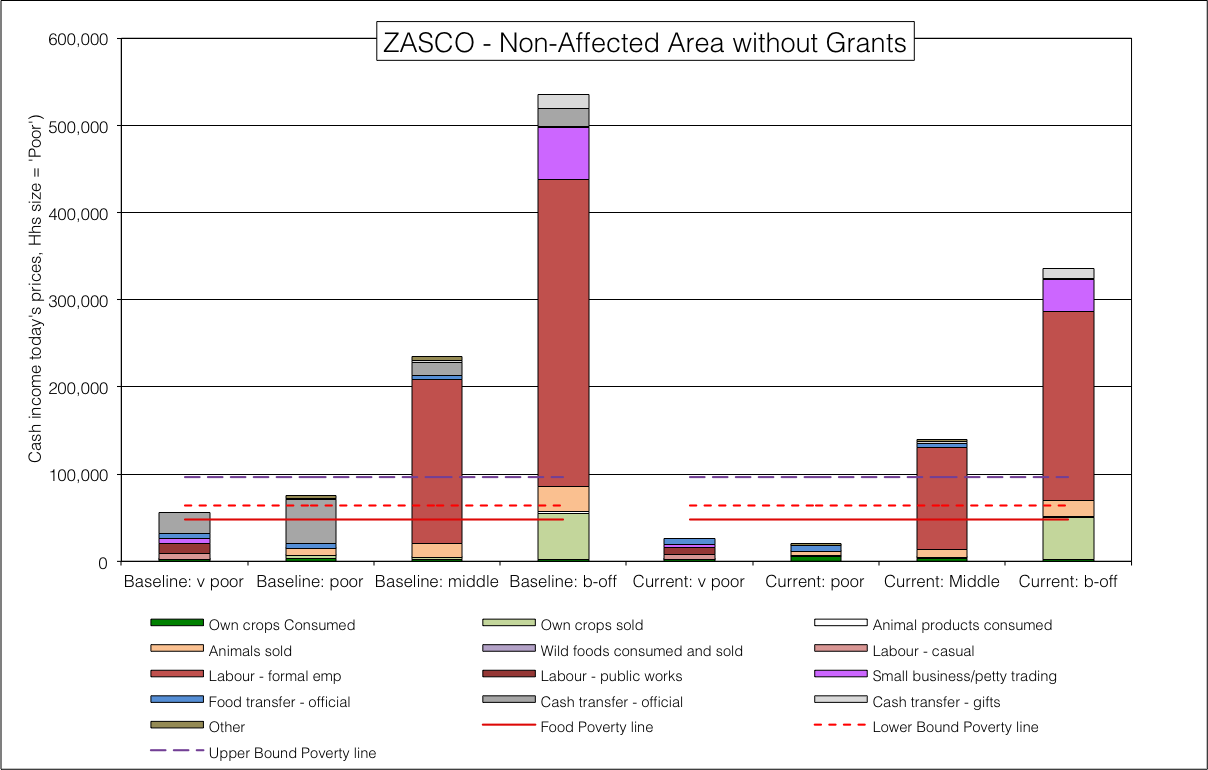 ZASCO - Non-Affected Area without Grants
Cash income today's prices, Hhs size = 'Poor')
600,000
500,000
400,000
300,000
200,000
100,000
0
Baseline: v poor Baseline: poor Baseline: middle Baseline: b-off Current: v poor Current: poor Current: Middle Current: b-off
Own crops Consumed Own crops sold Animal products consumed
Animals sold Wild foods consumed and sold Labour - casual
Labour - formal emp Labour - public works Small business/petty trading
Food transfer - official Cash transfer - official Cash transfer - gifts
Other Food Poverty line Lower Bound Poverty line
Upper Bound Poverty line